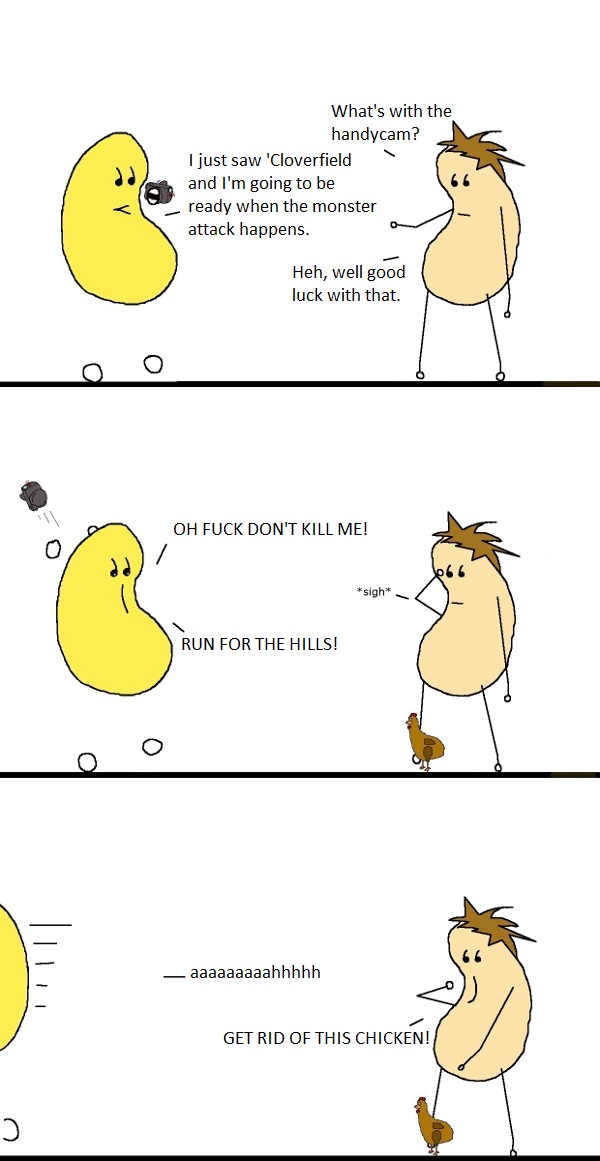 What's with the
handycam?
I just saw 'Cloverfield
and I'm going to be
ready when the monster
attack happens.
Heh, well good
luck with that.
OH FUCK DON'T KILL ME!
*sigh*
RUN FOR THE HILLS!
aaaaaaaaahhhhh
GET RID OF THIS CHICKEN!